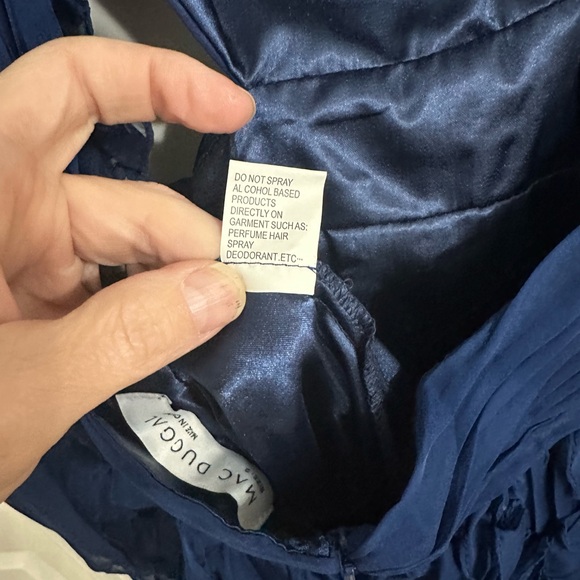 DO NOT SPRAY
AL COHOL BASED
PRODUCTS
DIRECTLY ON
GARMENT SUCH AS:
PERFUME HAIR
SPRAY
DEODORANT.ETC···
MAC DUGGAL